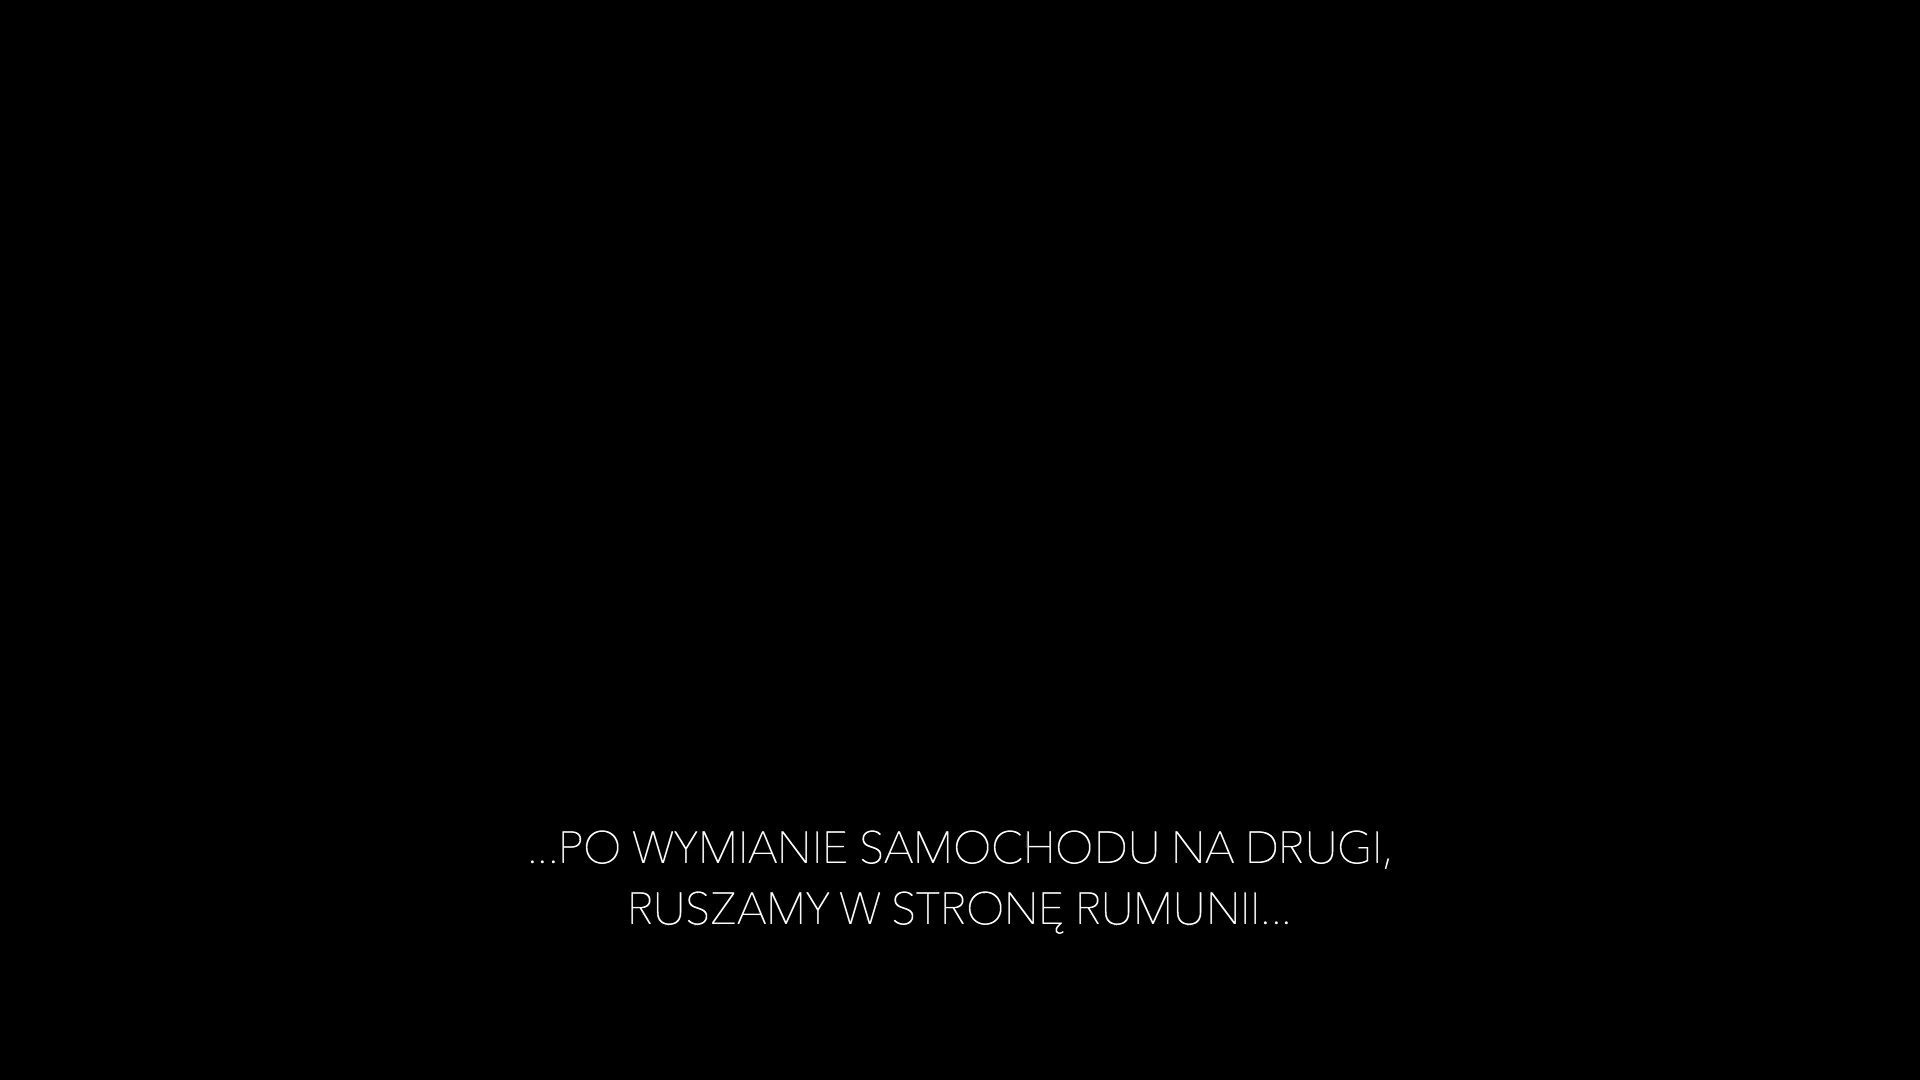 ...PO WYMIANIE SAMOCHODU NA DRUGI,
RUSZAMY W STRONĘ RUMUNII...